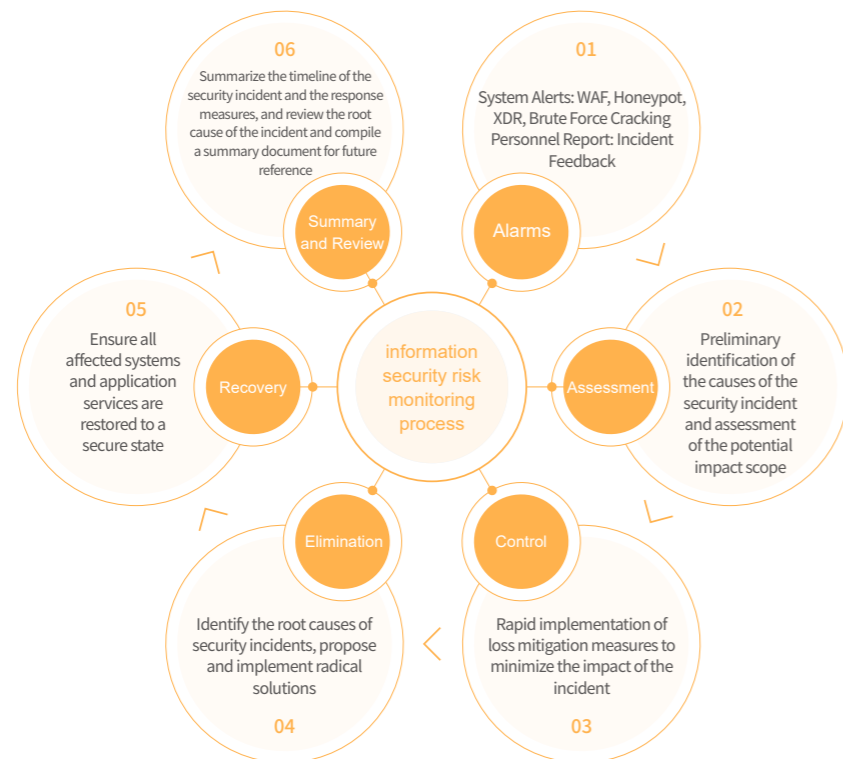 01
System Alerts: WAF, Honeypot,
XDR, Brute Force Cracking
Personnel Report: Incident
Feedback
Alarms
02
Preliminary
identification of
the causes of the
security incident
and assessment
of the potential
impact scope
Assessment
03
Rapid implementation of
loss mitigation measures to
minimize the impact of the
incident
Control
04
Identify the root causes of
security incidents, propose
and implement radical
solutions
Elimination
05
Ensure all
affected systems
and application
services are
restored to a
secure state
Recovery
06
Summarize the timeline of the
security incident and the response
measures, and review the root
cause of the incident and compile
a summary document for future
reference
Summary
and Review
information
security risk
monitoring
process